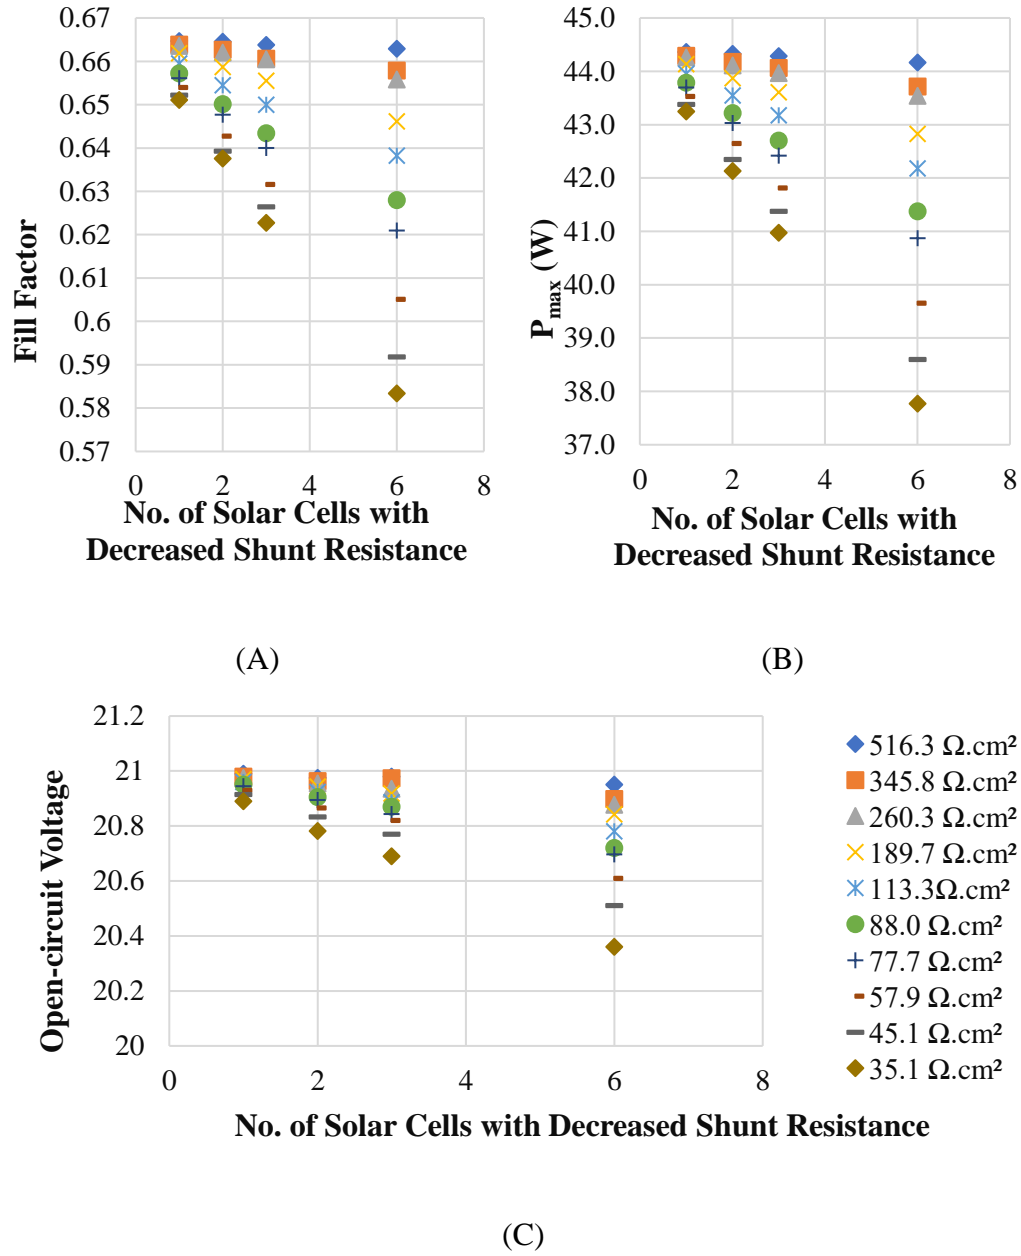 0.67
0.66
0.65
0.64
0.63
0.62
0.61
0.6
0.59
0.58
0.57
0 2 4 6 8
Fill Factor
No. of Solar Cells with
Decreased Shunt Resistance
(A)
45.0
44.0
43.0
42.0
41.0
40.0
39.0
38.0
37.0
0 2 4 6 8
Pmax (W)
No. of Solar Cells with
Decreased Shunt Resistance
(B)
21.2
21
20.8
20.6
20.4
20.2
20
0 2 4 6 8
Open-circuit Voltage
No. of Solar Cells with Decreased Shunt Resistance
516.3 Ω.cm²
345.8 Ω.cm²
260.3 Ω.cm²
189.7 Ω.cm²
113.3Ω.cm²
88.0 Ω.cm²
77.7 Ω.cm²
57.9 Ω.cm²
45.1 Ω.cm²
35.1 Ω.cm²
(C)